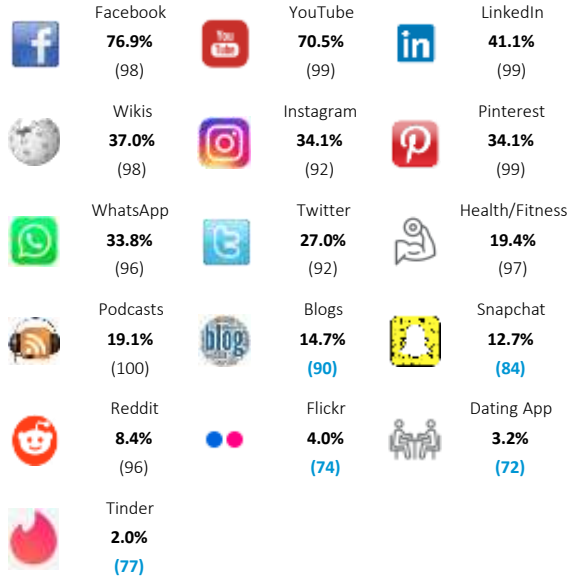 Facebook
76.9%
(98)
YouTube
70.5%
(99)
LinkedIn
41.1%
(99)
Wikis
37.0%
(98)
Instagram
34.1%
(92)
Pinterest
34.1%
(99)
WhatsApp
33.8%
(96)
Twitter
27.0%
(92)
Health/Fitness
19.4%
(97)
Podcasts
19.1%
(100)
blog
Blogs
14.7%
(90)
Snapchat
12.7%
(84)
Reddit
8.4%
(96)
Flickr
4.0%
(74)
Dating App
3.2%
(72)
Tinder
2.0%
(77)